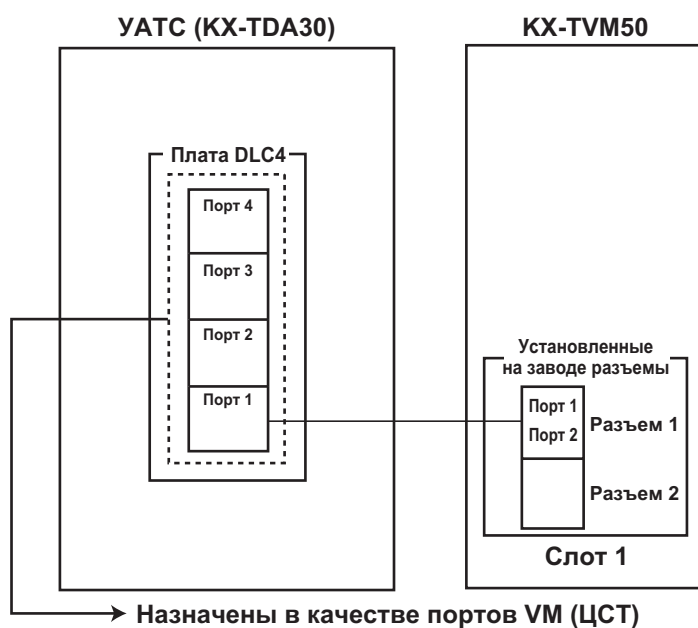 УАТС (KX-TDA30)
KX-TVM50
Плата DLC4
Порт 4
Порт 3
Порт 2
Порт 1
Установленные
на заводе разъемы
Порт 1
Порт 2
Разъем 1
Разъем 2
Слот 1
Назначены в качестве портов VM (ЦСТ)